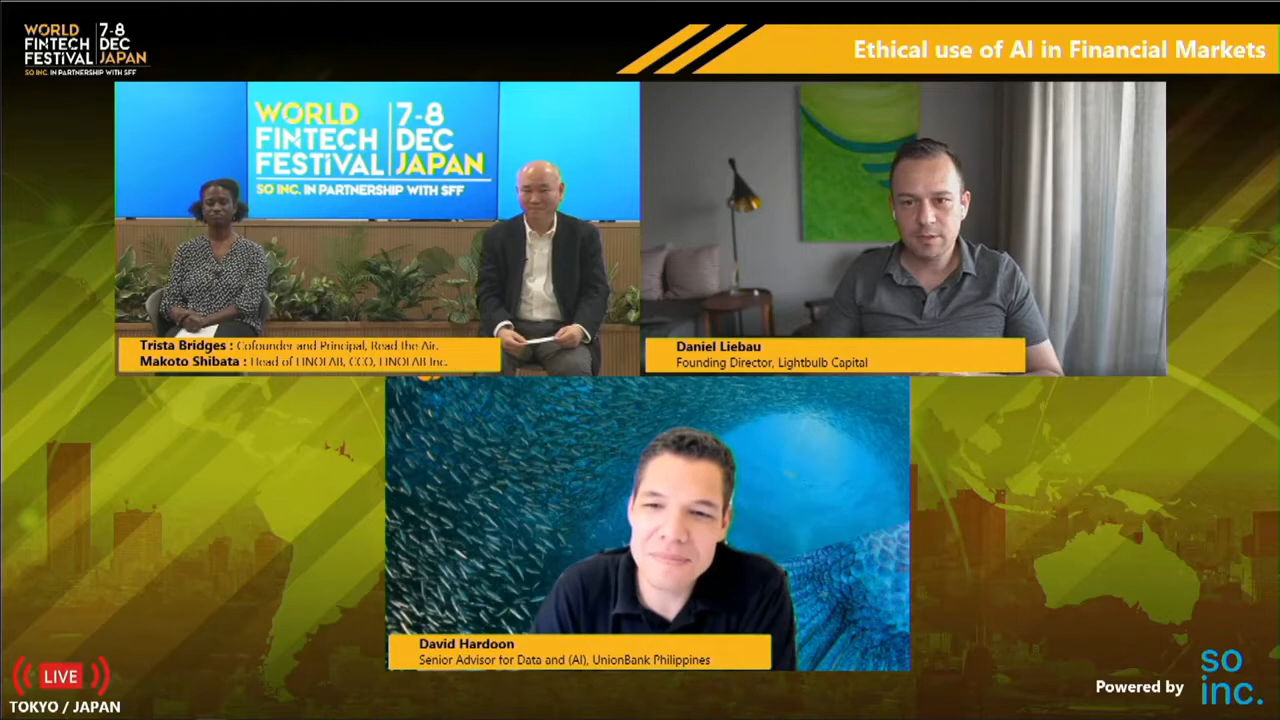 WORLD
FINTECH
FESTIVAL
7-8
DEC
JAPAN
SO INC. IN PARTNERSHIP WITH SFF
Ethical use of AI in Financial Markets
WORLD
FINTECH
FESTIVAL
7-8
DEC
JAPAN
SO INC. IN PARTNERSHIP WITH SFF
Trista Bridges : Cofounder and Principal, Read the Air.
Makoto Shibata : Head of FINOLAB, CCO, FINOLAB Inc.
Daniel Liebau
Founding Director, Lightbulb Capital
David Hardoon
Senior Advisor for Data and (AI), UnionBank Philippines
LIVE
TOKYO / JAPAN
Powered by
so
inc.